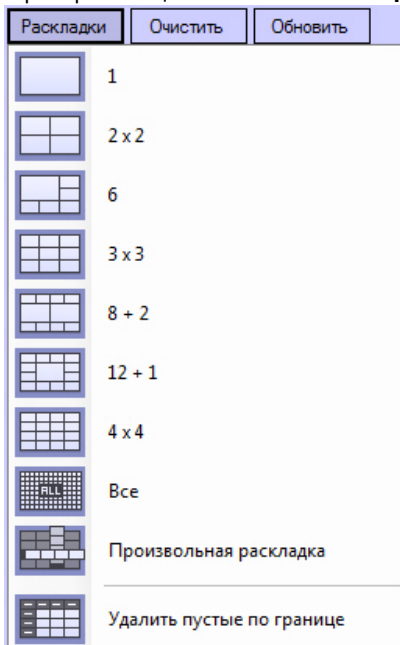 Раскладки Очистить Обновить
1
2 x 2
6
3 x 3
8 + 2
12 + 1
4 x 4
ALL Все
Произвольная раскладка
Удалить пустые по границе